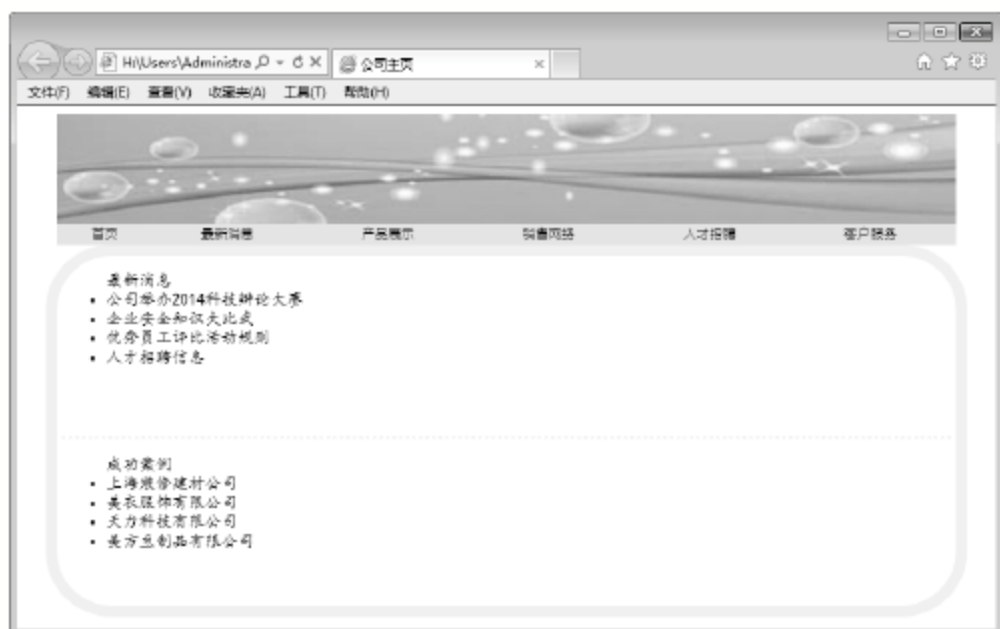 H:\Users\Administra
公司主页
文件(F) 编辑(E) 查看(V) 收藏夹(A) 工具(T) 帮助(H)
首页 最新消息 产品展示 销售网络 人才招聘 客户服务
最新消息
• 公司举办2014科技辩论大赛
• 企业安全知识大比武
• 优秀员工评比活动规则
• 人才招聘信息
成功案例
• 上海装修建材公司
• 美衣服饰有限公司
• 天力科技有限公司
• 美方豆制品有限公司